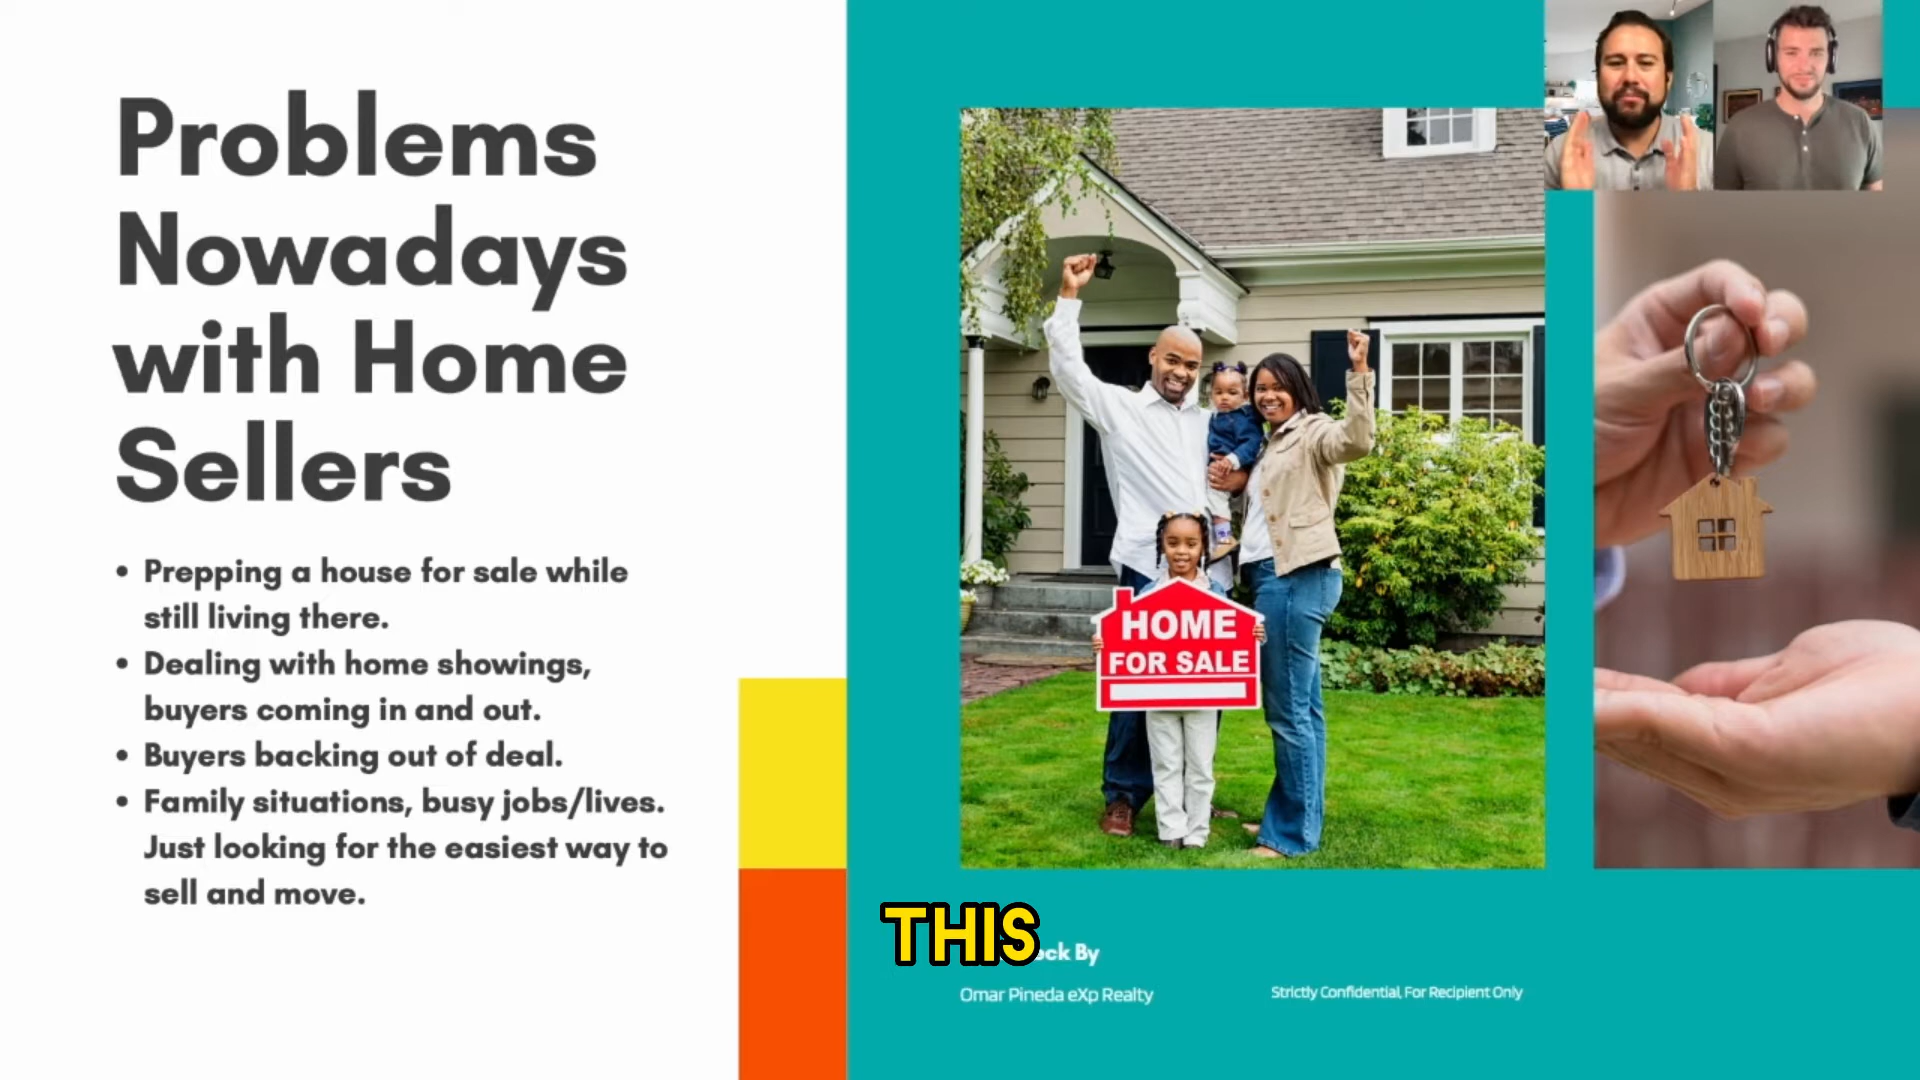 Problems
Nowadays
with Home
Sellers
• Prepping a house for sale while
still living there.
• Dealing with home showings,
buyers coming in and out.
• Buyers backing out of deal.
• Family situations, busy jobs/lives.
Just looking for the easiest way to
sell and move.
HOME
FOR SALE
THIS
By
Omar Pineda eXp Realty
Strictly Confidential, For Recipient Only